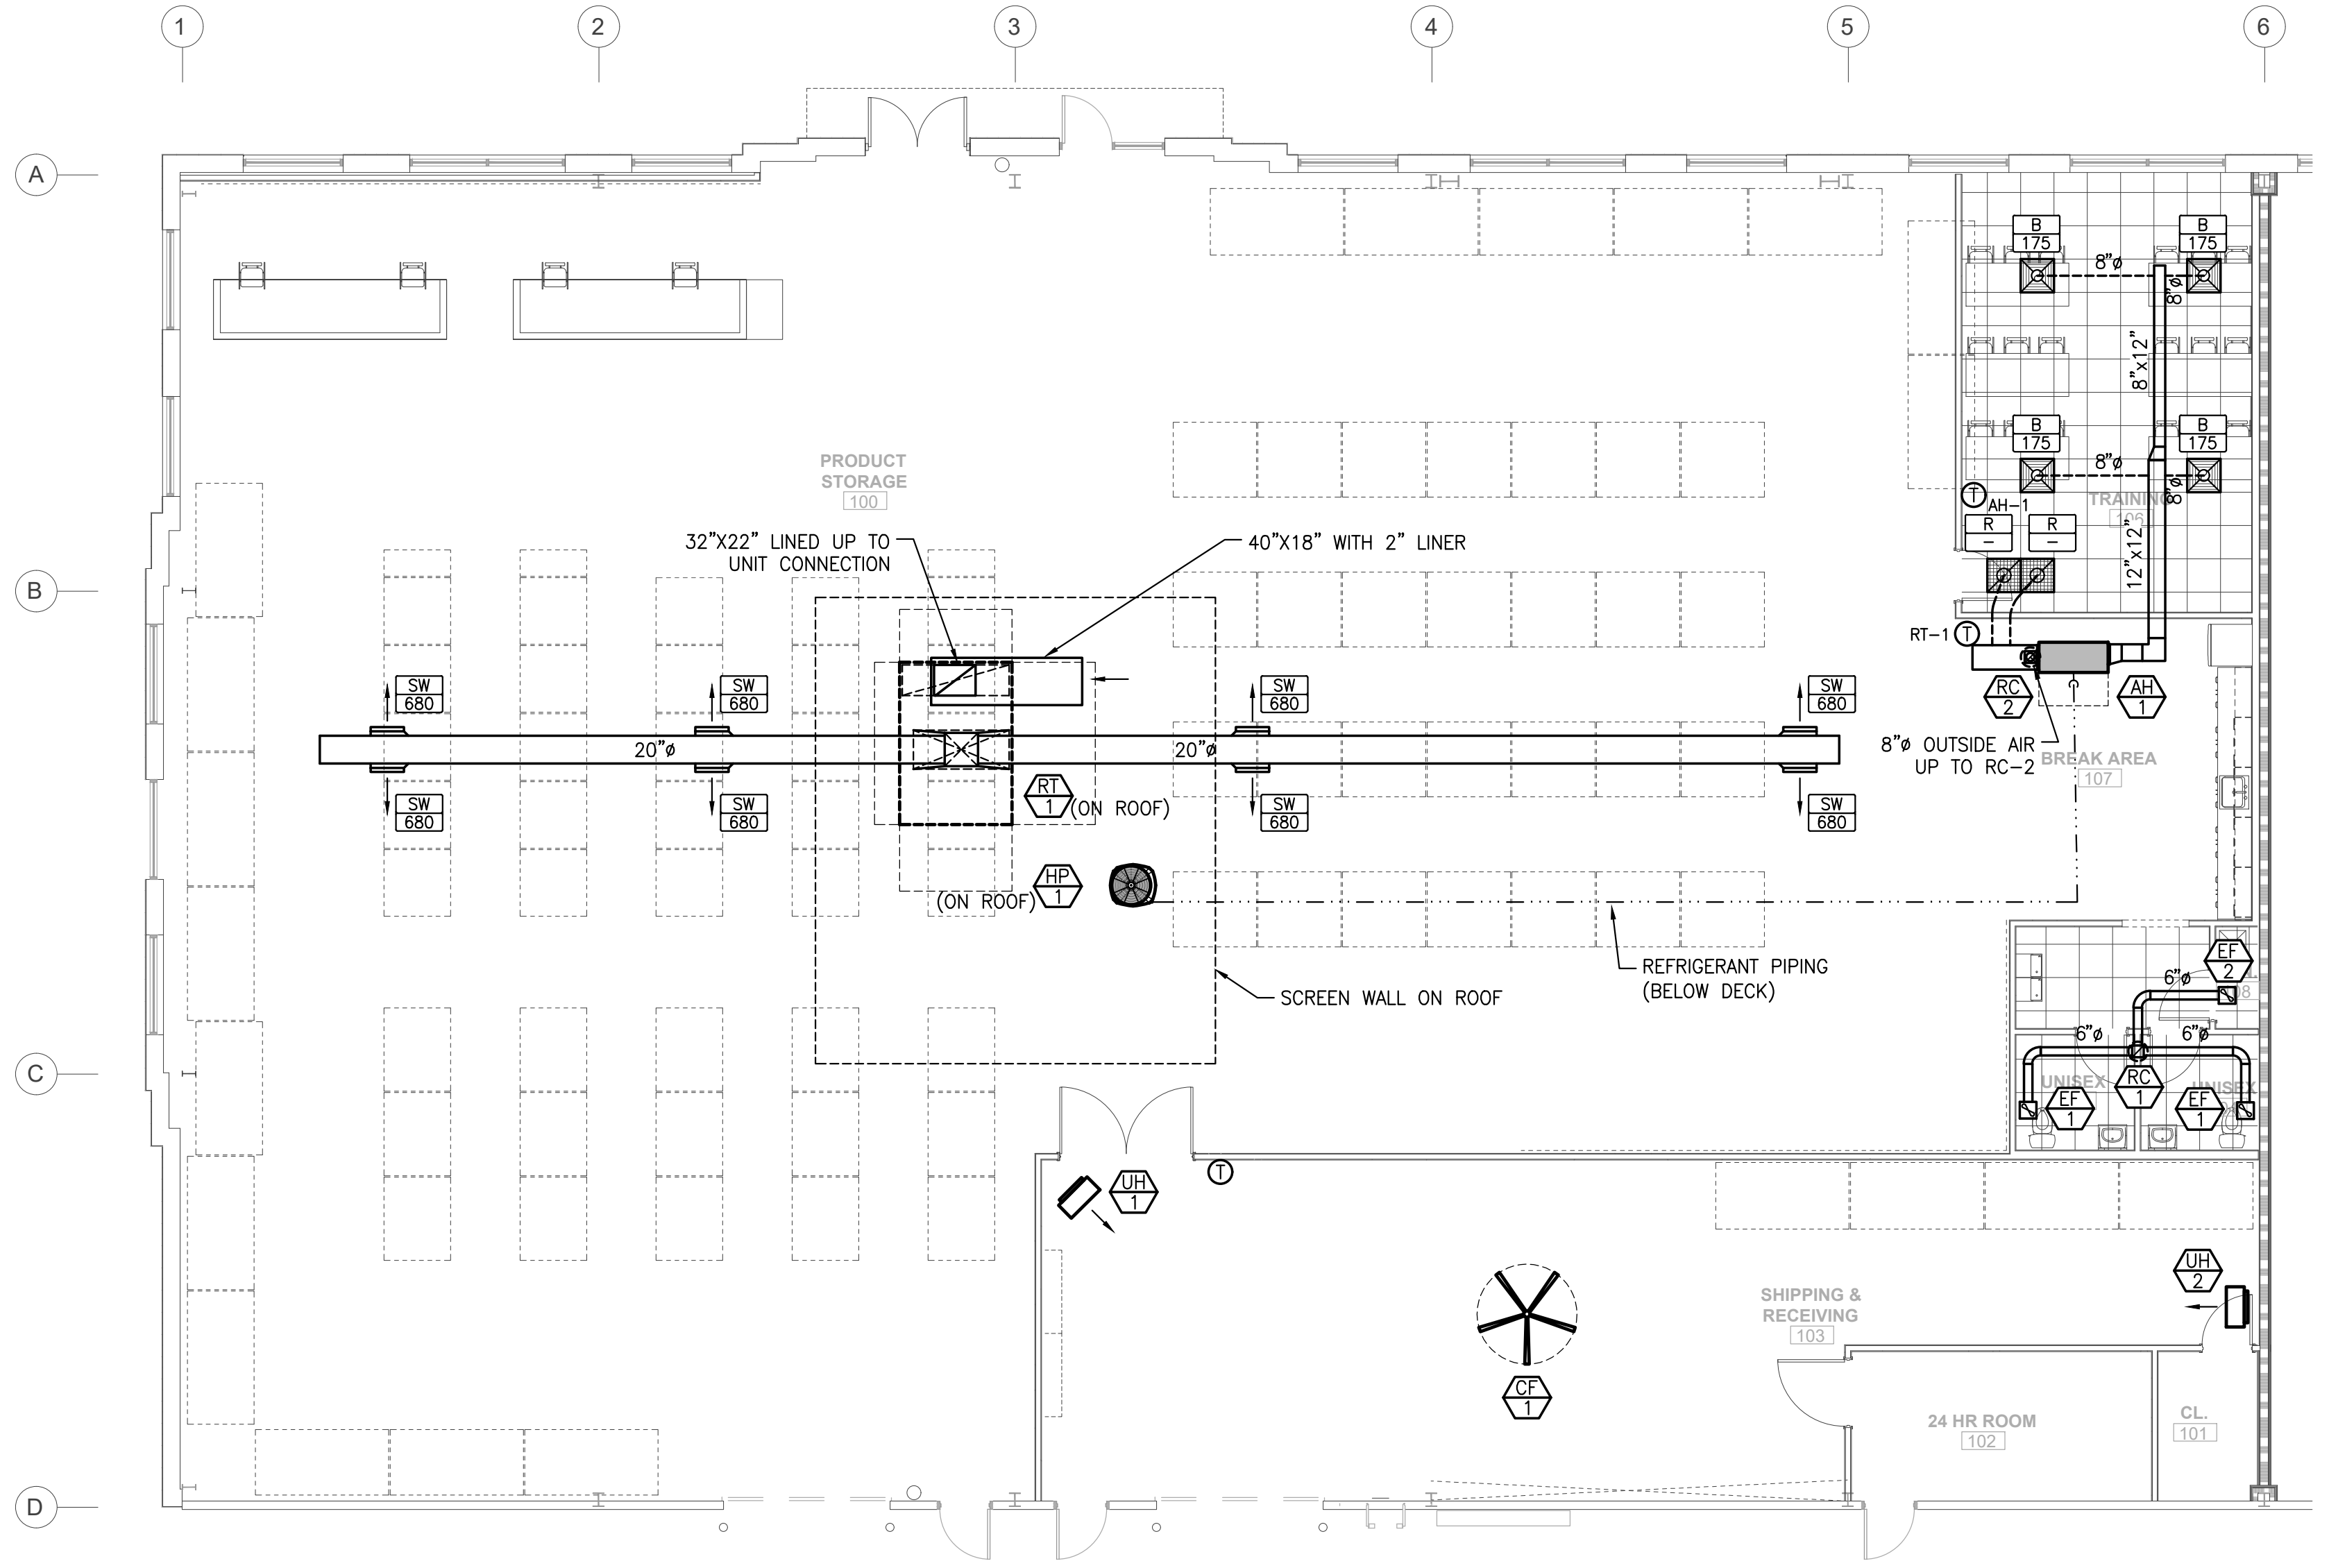 1
2
3
4
5
6
A
B
175
B
175
8"ø
8"ø
8"x12"
B
175
B
175
8"ø
8"ø
PRODUCT
STORAGE
100
T
AH-1
TRAINING
R
-
R
-
12"x12"
32"X22" LINED UP TO
UNIT CONNECTION
40"X18" WITH 2" LINER
B
RT-1
T
SW
680
SW
680
SW
680
SW
680
RC
2
AH
1
20"ø
20"ø
8"ø OUTSIDE AIR
UP TO RC-2
BREAK AREA
107
RT
1
(ON ROOF)
SW
680
SW
680
SW
680
SW
680
HP
1
(ON ROOF)
REFRIGERANT PIPING
(BELOW DECK)
SCREEN WALL ON ROOF
EF
2
6"ø
6"ø
6"ø
C
UNISEX
RC
1
UNISEX
EF
1
EF
1
UH
1
T
UH
2
SHIPPING &
RECEIVING
103
CF
1
24 HR ROOM
102
CL.
101
D